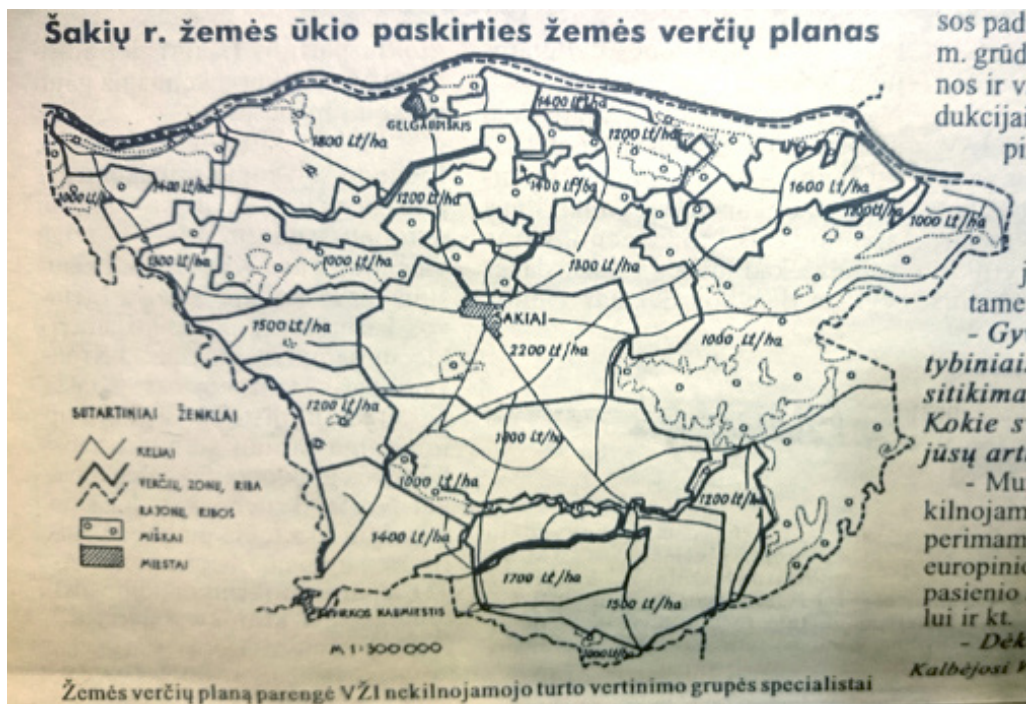 Šakių r. žemės ūkio paskirties žemės verčių planas
GELGAUDIŠKIS
1400 Lt/ha
1200 Lt/ha
1800 Lt/ha
1400 Lt/ha
1200 Lt/ha
1400 Lt/ha
1600 Lt/ha
1200 Lt/ha
1000 Lt/ha
1000 Lt/ha
1300 Lt/ha
1000 Lt/ha
1800 Lt/ha
ŠAKIAI
1500 Lt/ha
2200 Lt/ha
1000 Lt/ha
1200 Lt/ha
SUTARTINIAI ŽENKLAI
KELIAI
VERČIŲ ZONŲ RIBA
RAJONŲ RIBOS
MIŠKAI
MIESTAI
1000 Lt/ha
1200 Lt/ha
1400 Lt/ha
1700 Lt/ha
1500 Lt/ha
M 1:300 000
Žemės verčių planą parengė VŽI nekilnojamojo turto vertinimo grupės specialistai
sos pad
m. grūd
nos ir v
dukcija
pi
j
tame
- Gy
tybiniai
sitikima
Kokie s
jūsų arti
- Mu
kilnojam
perimam
europinio
pasienio
lui ir kt.
- Dėk
Kalbėjosi V